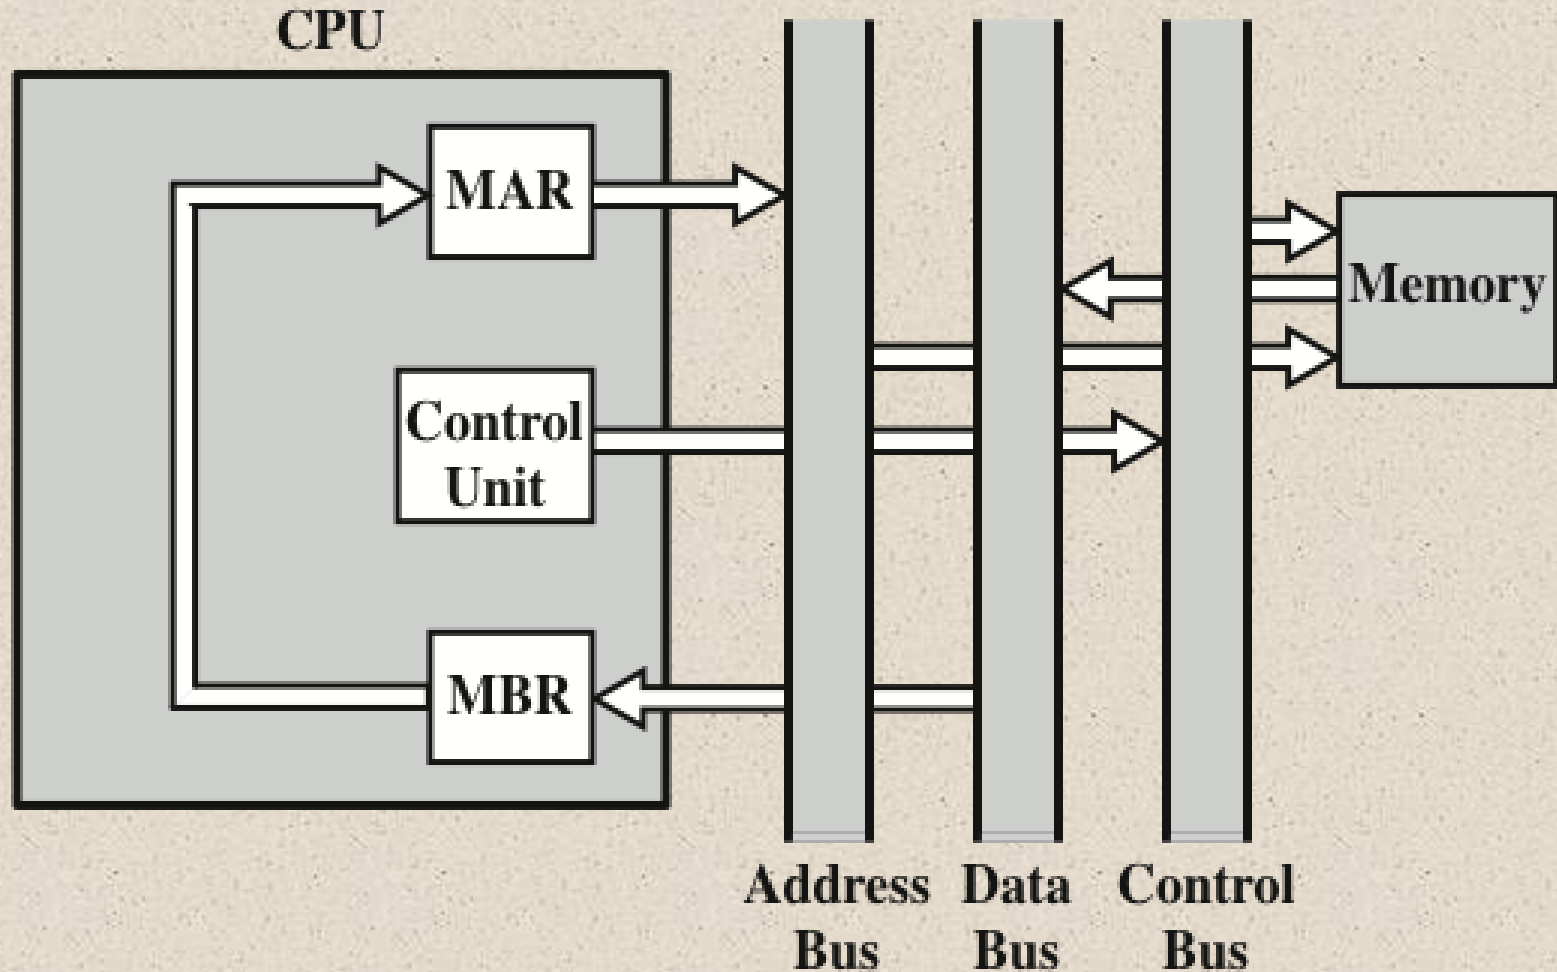 CPU
MAR
Memory
Control
Unit
MBR
Address
Bus
Data
Bus
Control
Bus